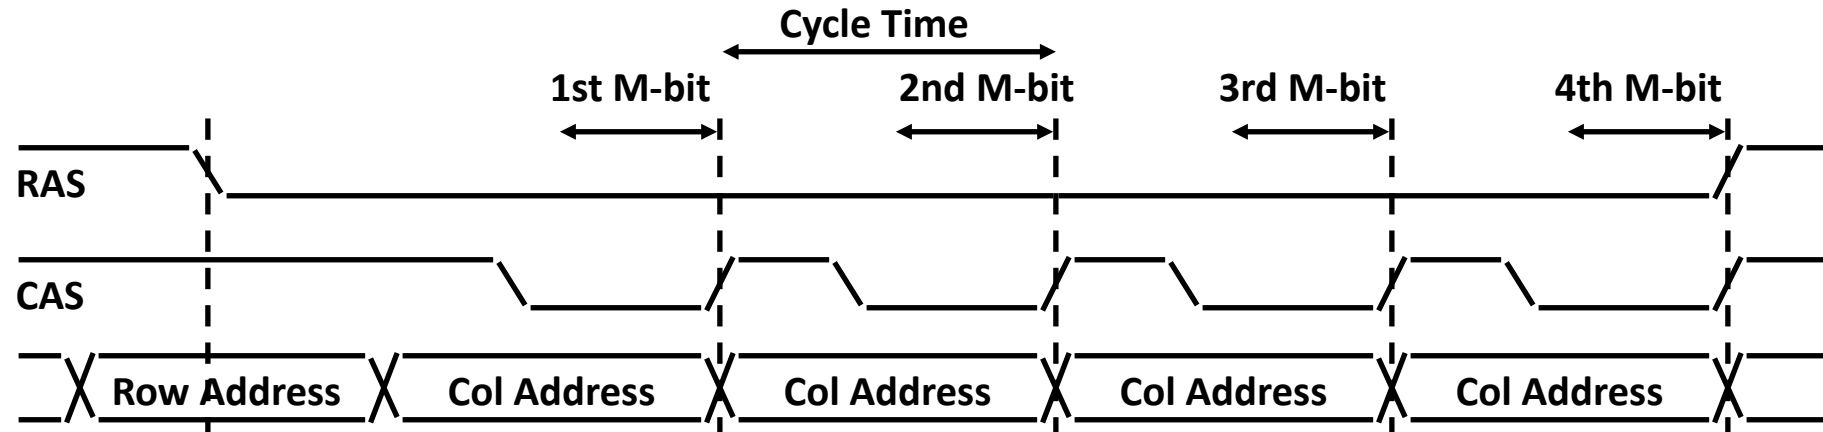 Cycle Time
1st M-bit 2nd M-bit 3rd M-bit 4th M-bit
RAS
CAS
Row Address Col Address Col Address Col Address Col Address